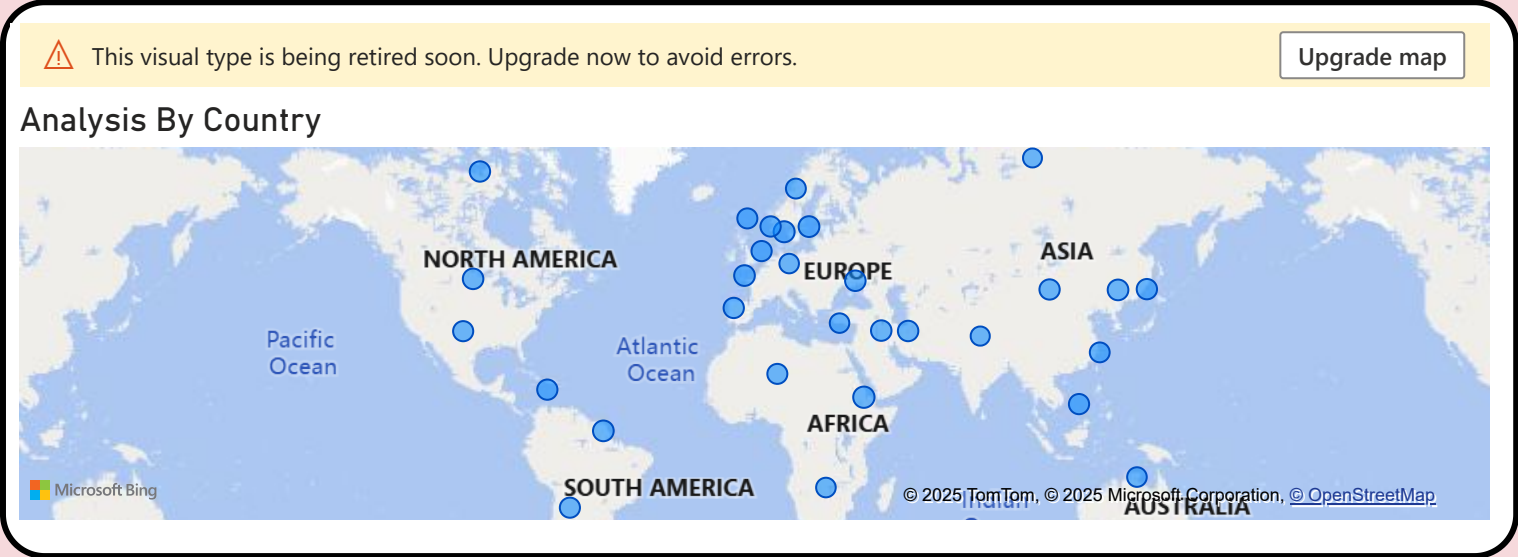 This visual type is being retired soon. Upgrade now to avoid errors.
Upgrade map
Analysis By Country
NORTH AMERICA
EUROPE
ASIA
Pacific
Ocean
Atlantic
Ocean
AFRICA
SOUTH AMERICA
Microsoft Bing
© 2025 TomTom, © 2025 Microsoft Corporation, © OpenStreetMap
Indian
AUSTRALIA